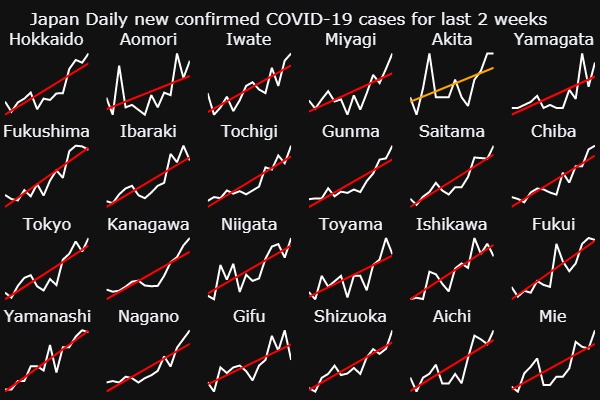 Japan Daily new confirmed COVID-19 cases for last 2 weeks
Hokkaido Aomori Iwate Miyagi Akita Yamagata
Fukushima Ibaraki Tochigi Gunma Saitama Chiba
Tokyo Kanagawa Niigata Toyama Ishikawa Fukui
Yamanashi Nagano Gifu Shizuoka Aichi Mie